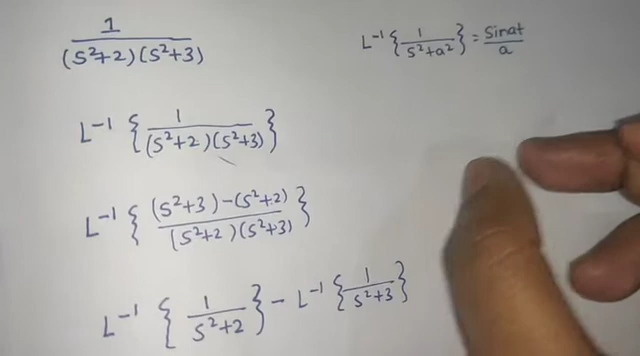 1/((S²+2)(S²+3))
L⁻¹ {1/(S²+a²)} = Sinat/a
L⁻¹ {1/((S²+2)(S²+3))}
L⁻¹ {((S²+3)-(S²+2))/((S²+2)(S²+3))}
L⁻¹ {1/(S²+2)} - L⁻¹ {1/(S²+3)}